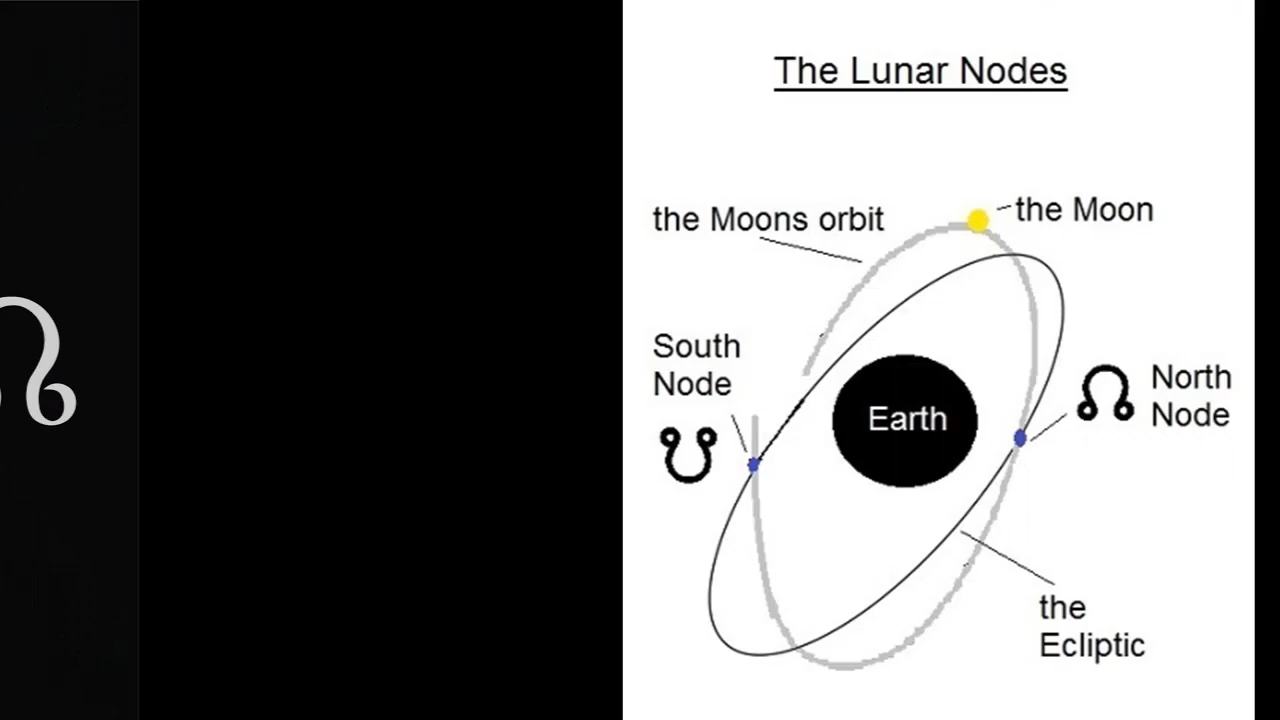 The Lunar Nodes
the Moons orbit
the Moon
South
Node
☋
Earth
☊
North
Node
the
Ecliptic
☊